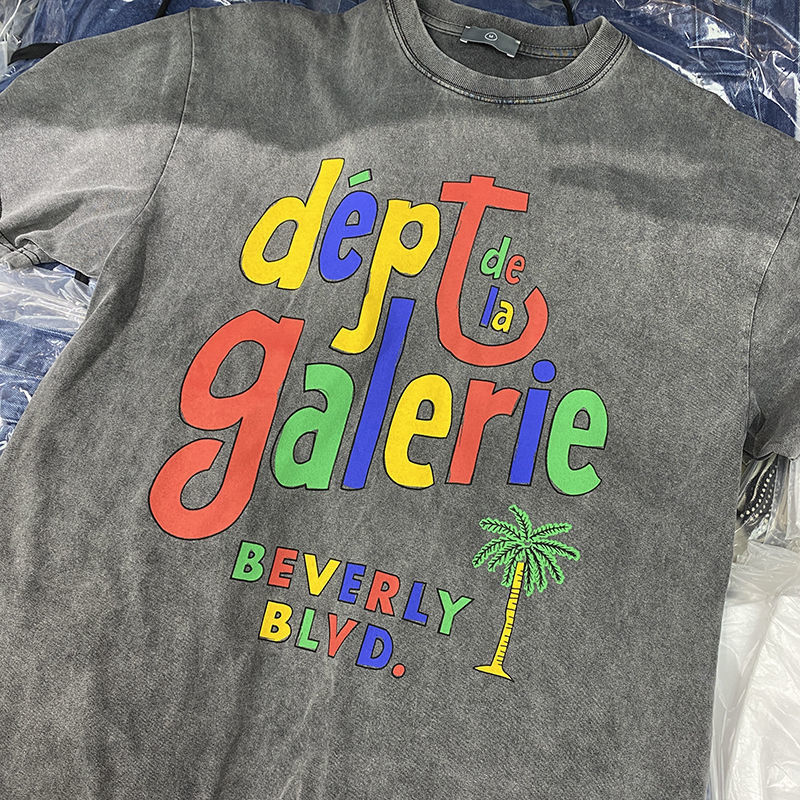 dépt
de
la
galerie
BEVERLY
BLVD.
M